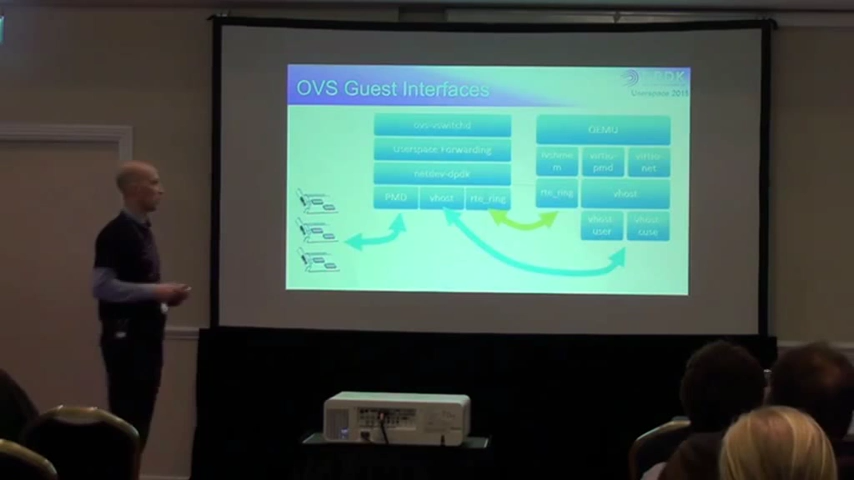 OVS Guest Interfaces
DPDK
Userspace 2015
ovs-vswitchd
Userspace Forwarding
netdev-dpdk
PMD
vhost
rte_ring
QEMU
ivshme
m
virtio-
pmd
virtio-
net
rte_ring
vhost
vhost
user
vhost
cuse